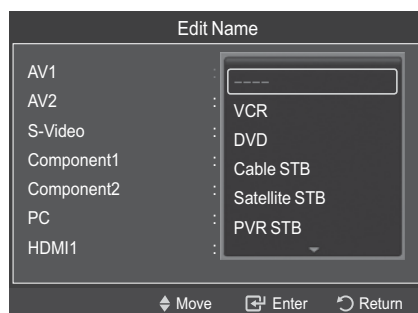 Edit Name
AV1 :
AV2 :
S-Video :
Component1 :
Component2 :
PC :
HDMI1 :
----
VCR
DVD
Cable STB
Satellite STB
PVR STB
Move Enter Return